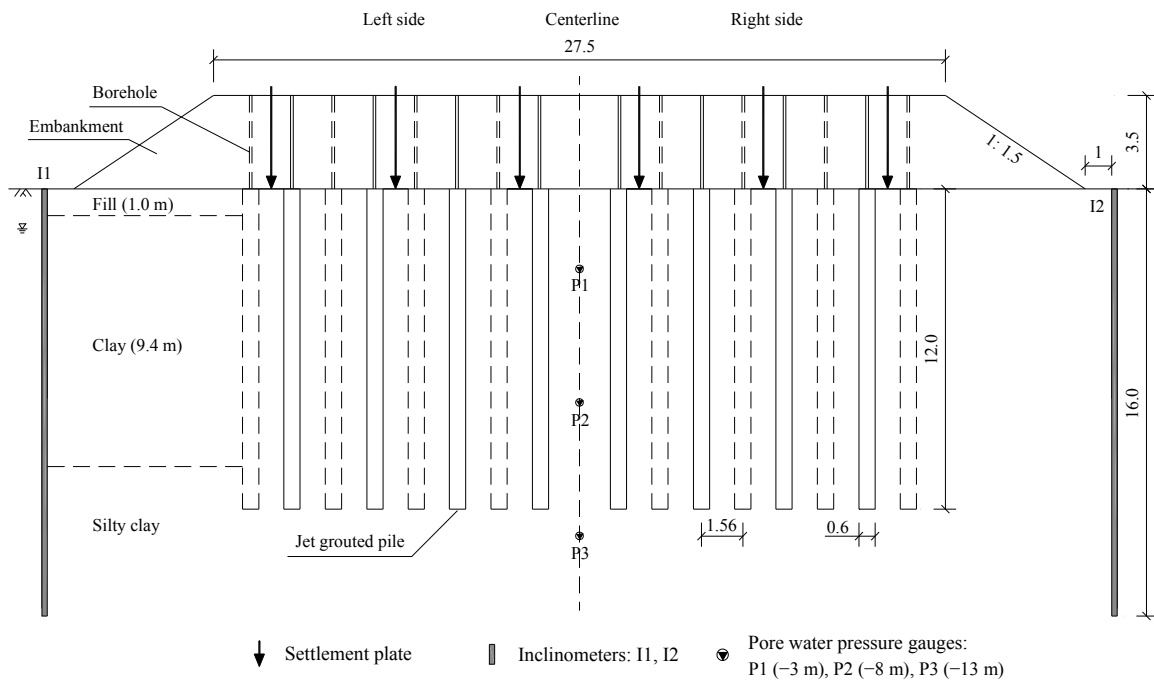 Left side
Centerline
Right side
27.5
Borehole
Embankment
1: 1.5
3.5
1
I1
Fill (1.0 m)
I2
P1
Clay (9.4 m)
12.0
P2
16.0
Silty clay
1.56
0.6
Jet grouted pile
P3
Settlement plate
Inclinometers: I1, I2
Pore water pressure gauges:
P1 (−3 m), P2 (−8 m), P3 (−13 m)